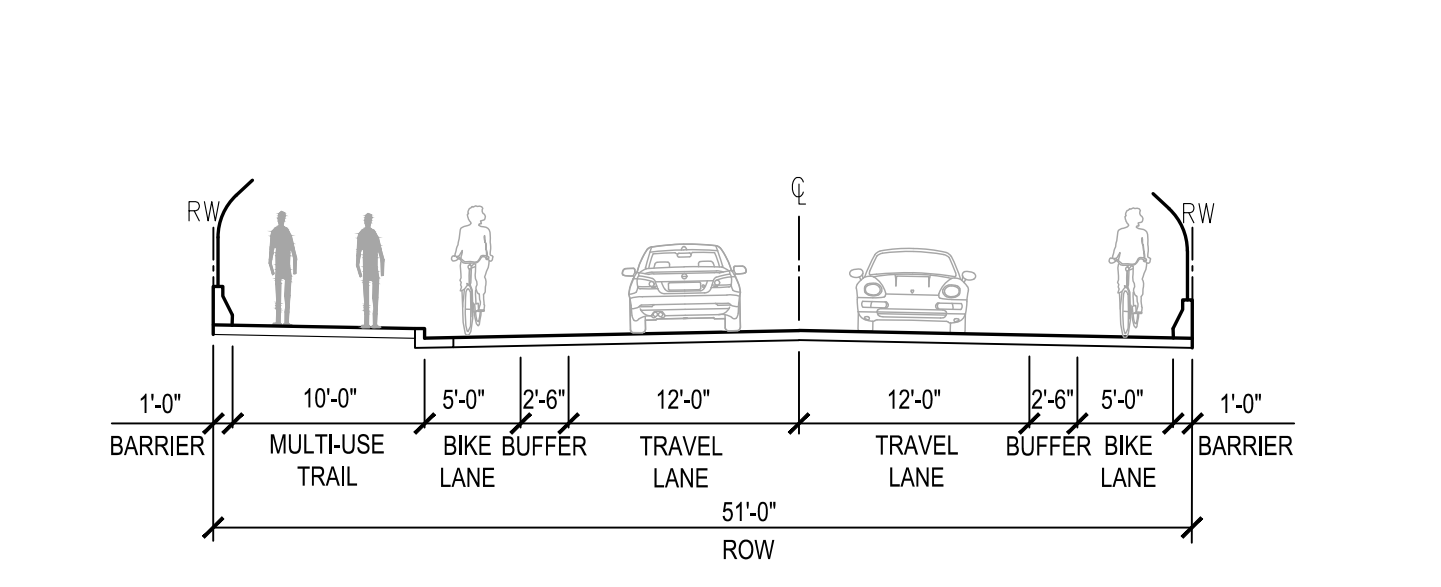 ℄
RW
RW
1'-0"
10'-0"
5'-0"
2'-6"
12'-0"
12'-0"
2'-6"
5'-0"
1'-0"
BARRIER
MULTI-USE
TRAIL
BIKE
LANE
BUFFER
TRAVEL
LANE
TRAVEL
LANE
BUFFER
BIKE
LANE
BARRIER
51'-0"
ROW